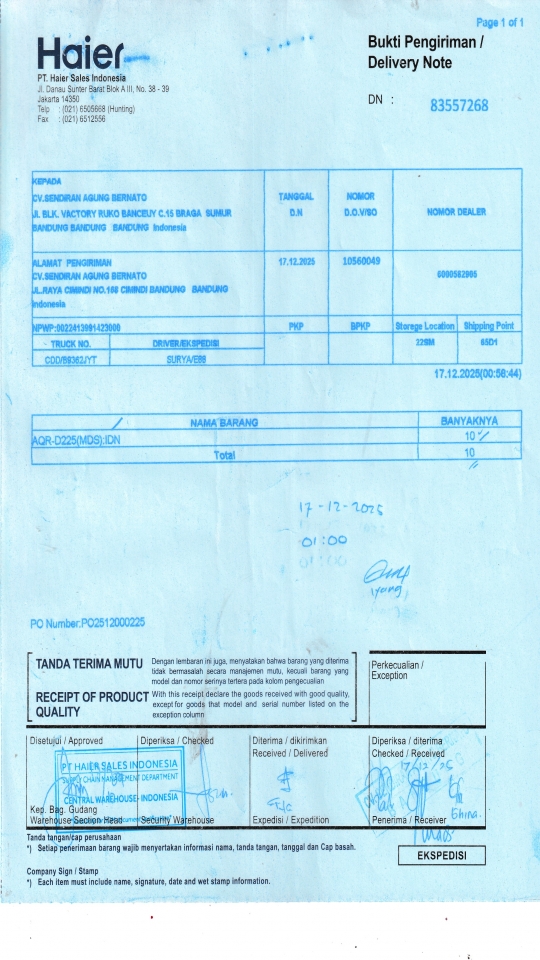 Page 1 of 1
Haier
Bukti Pengiriman /
Delivery Note
PT. Haier Sales Indonesia
Jl. Danau Sunter Barat Blok A III, No. 38 - 39
Jakarta 14350
Telp : (021) 6505668 (Hunting)
Fax : (021) 6512556
DN : 83557268
KEPADA
CV.SENDIRAN AGUNG BERNATO
JL BLK. VACTORY RUKO BANCEUY C.15 BRAGA SUMUR
BANDUNG BANDUNG BANDUNG Indonesia
TANGGAL
D.N
NOMOR
D.O.V/SO
NOMOR DEALER
ALAMAT PENGIRIMAN
CV.SENDIRAN AGUNG BERNATO
JL.RAYA CIMINDI NO.168 CIMINDI BANDUNG BANDUNG
Indonesia
17.12.2025
10560049
6000582905
NPWP:0022413991423000
PKP
BPKP
Storege Location
Shipping Point
TRUCK NO.
DRIVER/EKSPEDISI
229M
65D1
CDD/B9362JYT
SURYA/E88
17.12.2025(00:58:44)
NAMA BARANG
BANYAKNYA
AQR-D225(MDS).IDN
10
Total
10
17-12-2025
01:00
Iyang
PO Number:PO2512000225
TANDA TERIMA MUTU
Dengan lembaran ini juga, menyatakan bahwa barang yang diterima
tidak bermasalah secara manajemen mutu, kecuali barang yang
model dan nomor serinya tertera pada kolom pengecualian
RECEIPT OF PRODUCT
QUALITY
With this receipt declare the goods received with good quality,
except for goods that model and serial number listed on the
exception column
Perkecualian /
Exception
Disetujui / Approved
Diperiksa / Checked
Diterima / dikirimkan
Received / Delivered
Diperiksa / diterima
Checked / Received
17/12/25
PT HAIER SALES INDONESIA
SUPPLY CHAIN MANAGEMENT DEPARTMENT
CENTRAL WAREHOUSE- INDONESIA
Kep. Bag. Gudang
Warehouse Section Head
Security Warehouse
Expedisi / Expedition
Penerima / Receiver
Tanda tangan/cap perusahaan
*) Setiap penerimaan barang wajib menyertakan informasi nama, tanda tangan, tanggal dan Cap basah.
EKSPEDISI
Company Sign / Stamp
*) Each item must include name, signature, date and wet stamp information.